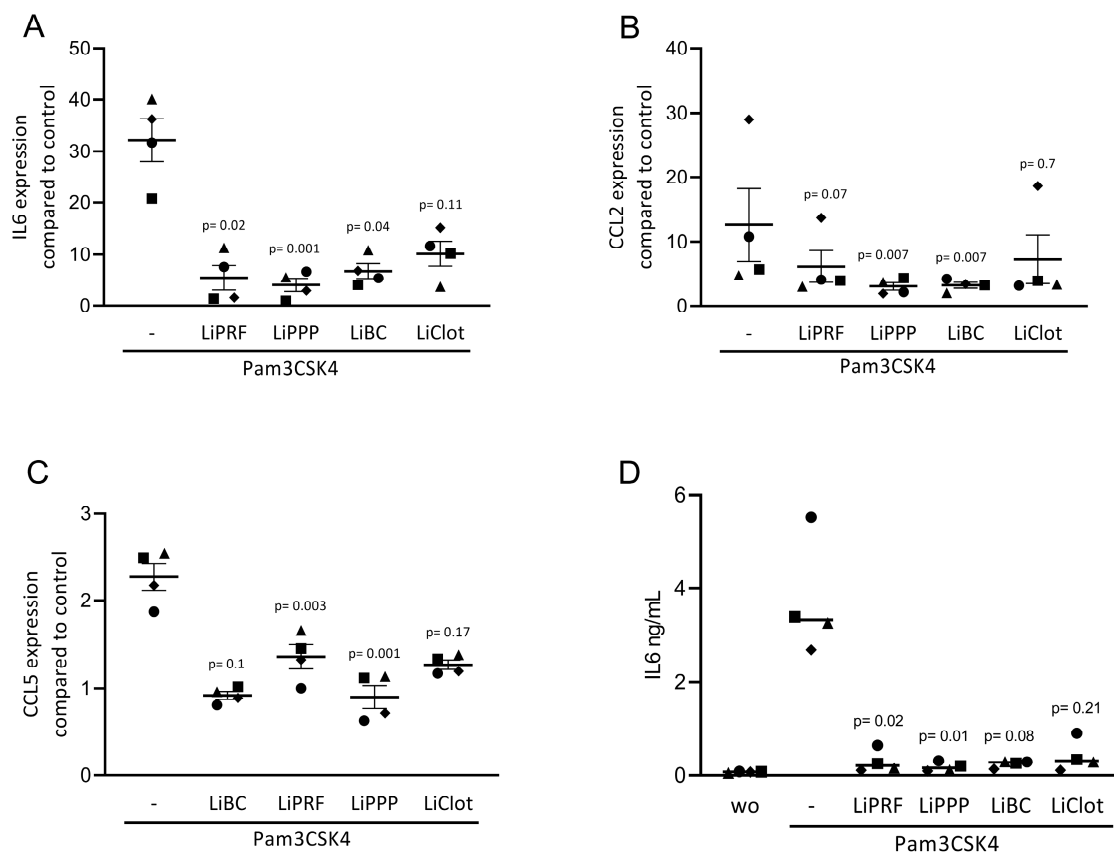 A
IL6 expression
compared to control
50
40
30
20
10
0
p= 0.02
p= 0.001
p= 0.04
p= 0.11
- LiPRF LiPPP LiBC LiClot
Pam3CSK4
B
CCL2 expression
compared to control
40
30
20
10
0
p= 0.07
p= 0.007
p= 0.007
p= 0.7
- LiPRF LiPPP LiBC LiClot
Pam3CSK4
C
CCL5 expression
compared to control
3
2
1
0
p= 0.1
p= 0.003
p= 0.001
p= 0.17
- LiBC LiPRF LiPPP LiClot
Pam3CSK4
D
IL6 ng/mL
6
4
2
0
p= 0.02
p= 0.01
p= 0.08
p= 0.21
wo - LiPRF LiPPP LiBC LiClot
Pam3CSK4